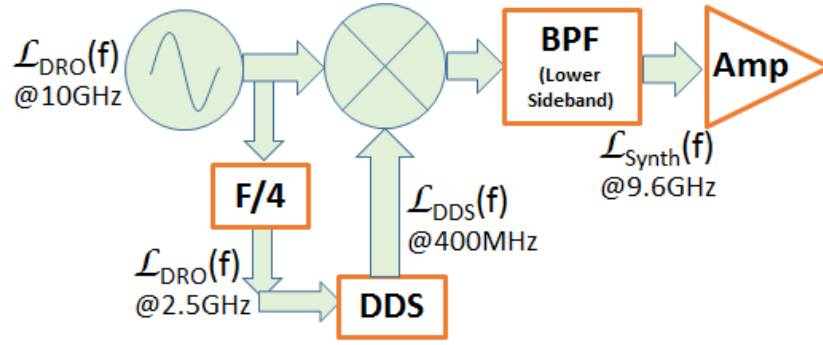 ℒDRO(f)
@10GHz
BPF
(Lower
Sideband)
Amp
ℒSynth(f)
@9.6GHz
F/4
ℒDDS(f)
@400MHz
ℒDRO(f)
@2.5GHz
DDS